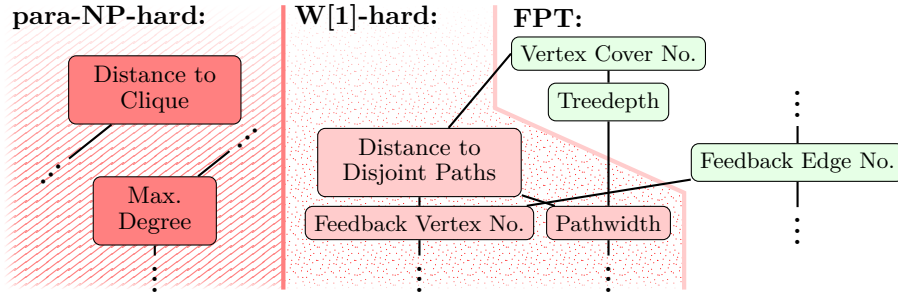 para-NP-hard:
W[1]-hard:
FPT:
Distance to
Clique
Vertex Cover No.
Treedepth
Distance to
Disjoint Paths
Feedback Edge No.
Max.
Degree
Feedback Vertex No.
Pathwidth